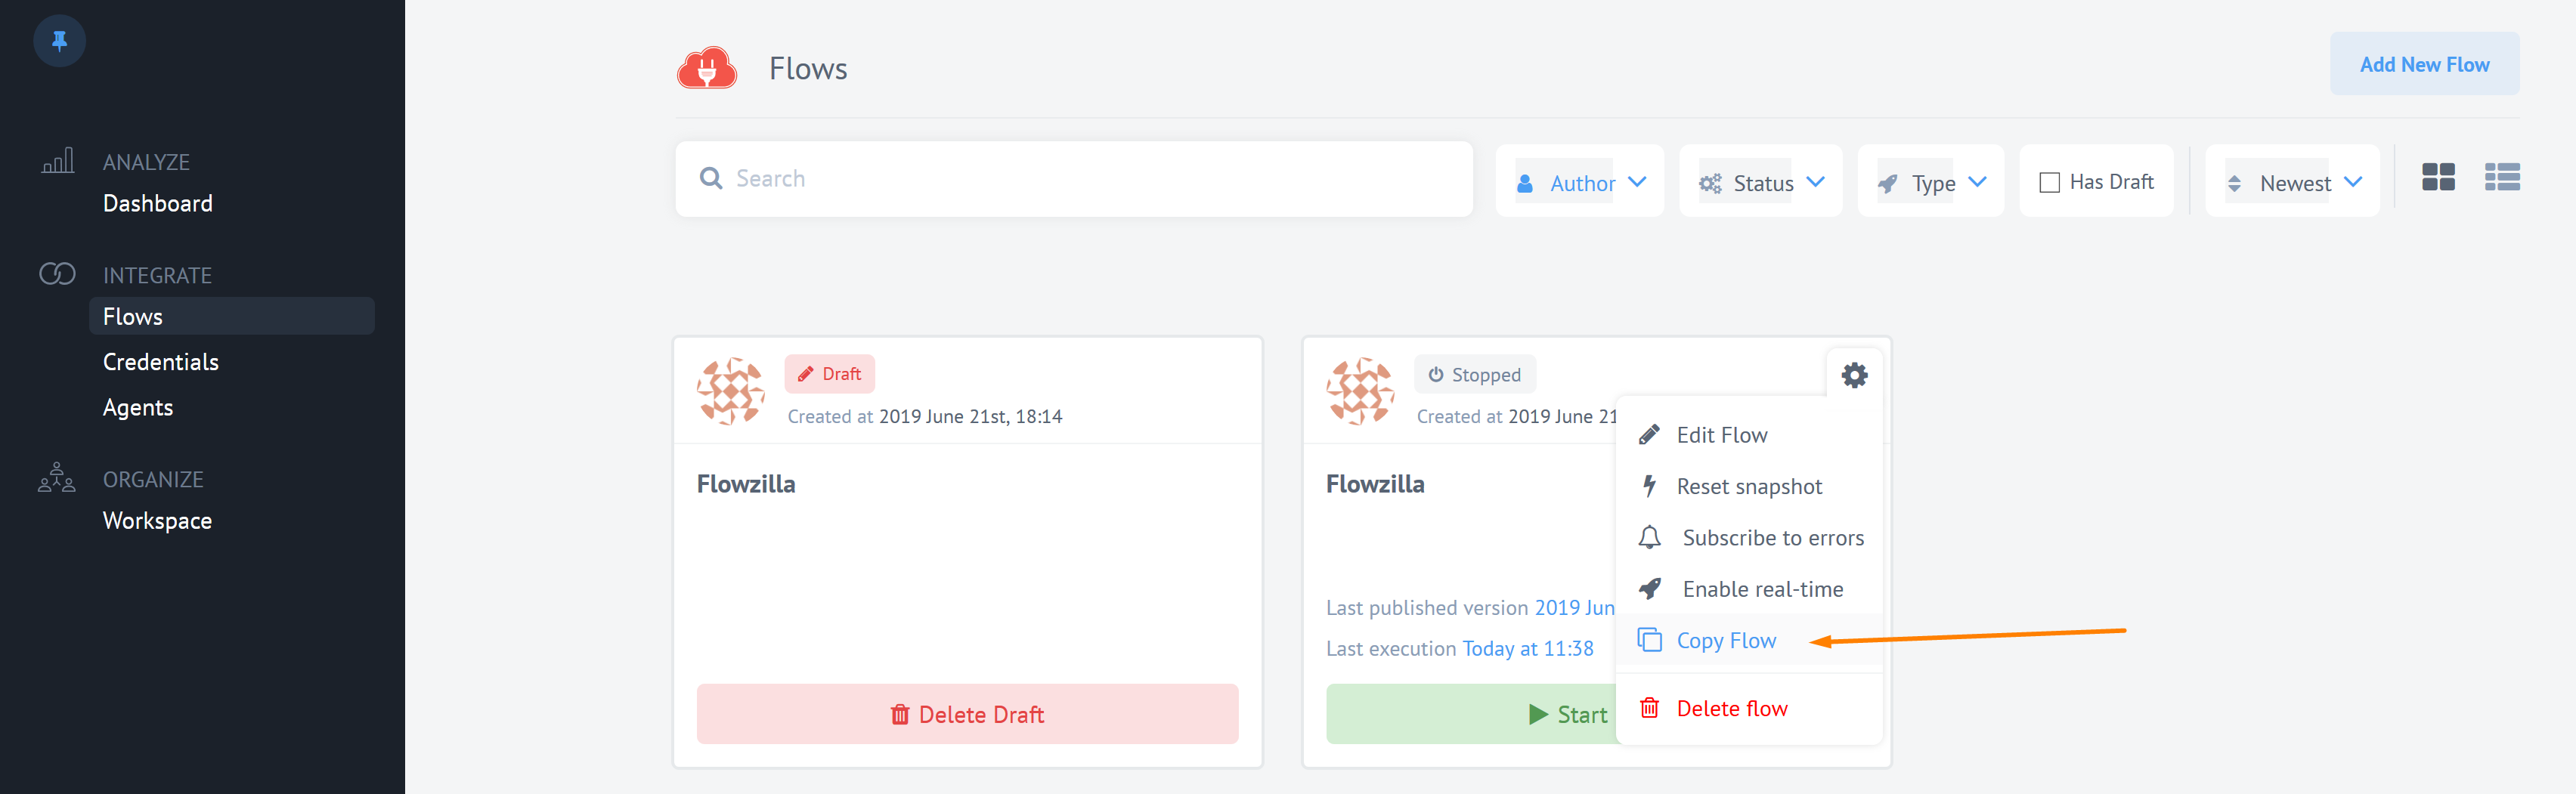 ANALYZE
Dashboard
INTEGRATE
Flows
Credentials
Agents
ORGANIZE
Workspace
Flows
Add New Flow
Search
Author
Status
Type
Has Draft
Newest
Draft
Created at 2019 June 21st, 18:14
Flowzilla
Delete Draft
Stopped
Created at 2019 June 21
Flowzilla
Last published version 2019 Jun
Last execution Today at 11:38
Start
Edit Flow
Reset snapshot
Subscribe to errors
Enable real-time
Copy Flow
Delete flow